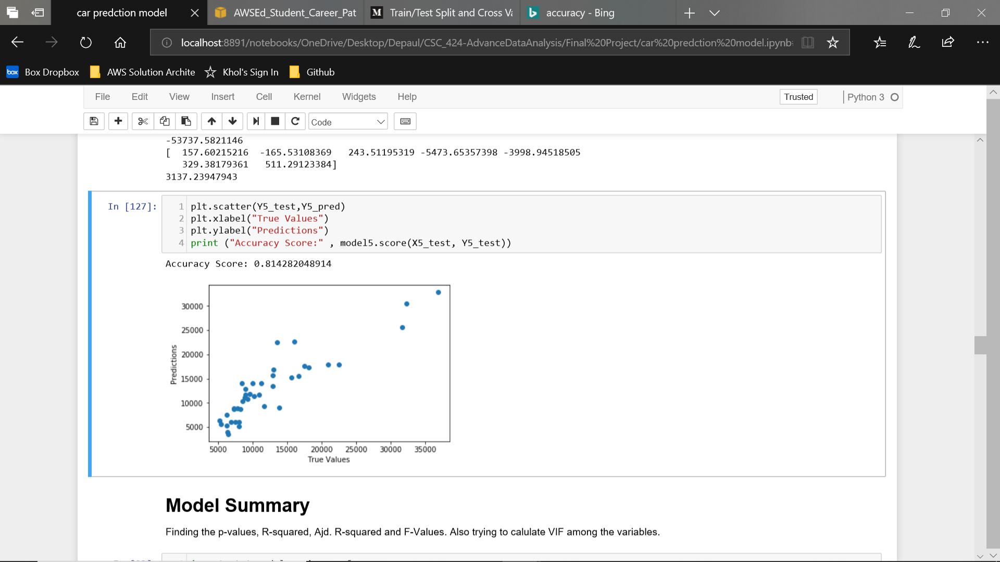 car predction model
AWSEd_Student_Career_Pat
Train/Test Split and Cross Va
accuracy - Bing
localhost:8891/notebooks/OneDrive/Desktop/Depaul/CSC_424-AdvanceDataAnalysis/Final%20Project/car%20predction%20model.ipynb
box Box Dropbox
AWS Solution Archite
Khol's Sign In
Github
File Edit View Insert Cell Kernel Widgets Help
Trusted
Python 3
Code
-53737.5821146
[ 157.60215216 -165.53108369 243.51195319 -5473.65357398 -3998.94518505
329.38179361 511.29123384]
3137.23947943
In [127]:
1 plt.scatter(Y5_test,Y5_pred)
2 plt.xlabel("True Values")
3 plt.ylabel("Predictions")
4 print ("Accuracy Score:" , model5.score(X5_test, Y5_test))
Accuracy Score: 0.814282048914
30000
25000
20000
15000
10000
5000
Predictions
5000 10000 15000 20000 25000 30000 35000
True Values
Model Summary
Finding the p-values, R-squared, Ajd. R-squared and F-Values. Also trying to calulate VIF among the variables.